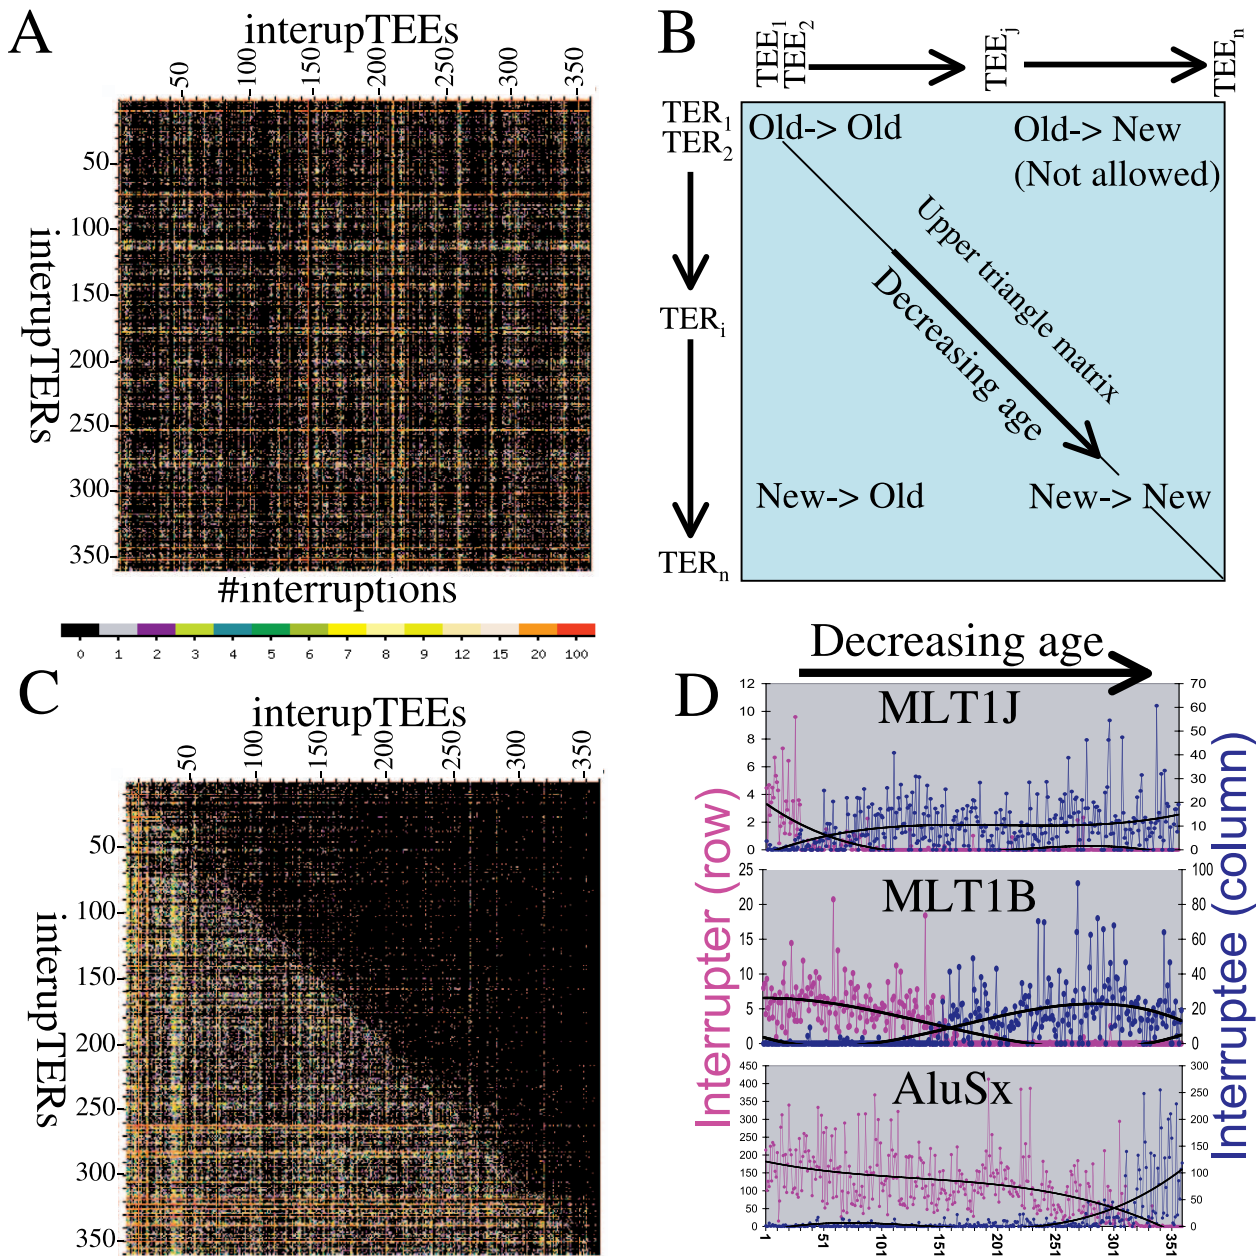 A
interupTEEs
50
100
150
200
250
300
350
50
100
150
200
250
300
350
interupTERs
#interruptions
0 1 2 3 4 5 6 7 8 9 12 15 20 100
B
TEE1
TEE2
TEEj
TEEn
TER1
TER2
TERi
TERn
Old-> Old
Old-> New
(Not allowed)
Upper triangle matrix
Decreasing age
New-> Old
New-> New
C
interupTEEs
50
100
150
200
250
300
350
50
100
150
200
250
300
350
interupTERs
Decreasing age
D
Interrupter (row)
Interruptee (column)
MLT1J
12
10
8
6
4
2
0
70
60
50
40
30
20
10
0
MLT1B
25
20
15
10
5
0
100
80
60
40
20
0
AluSx
450
400
350
300
250
200
150
100
50
0
300
250
200
150
100
50
0
1
51
101
151
201
251
301
351